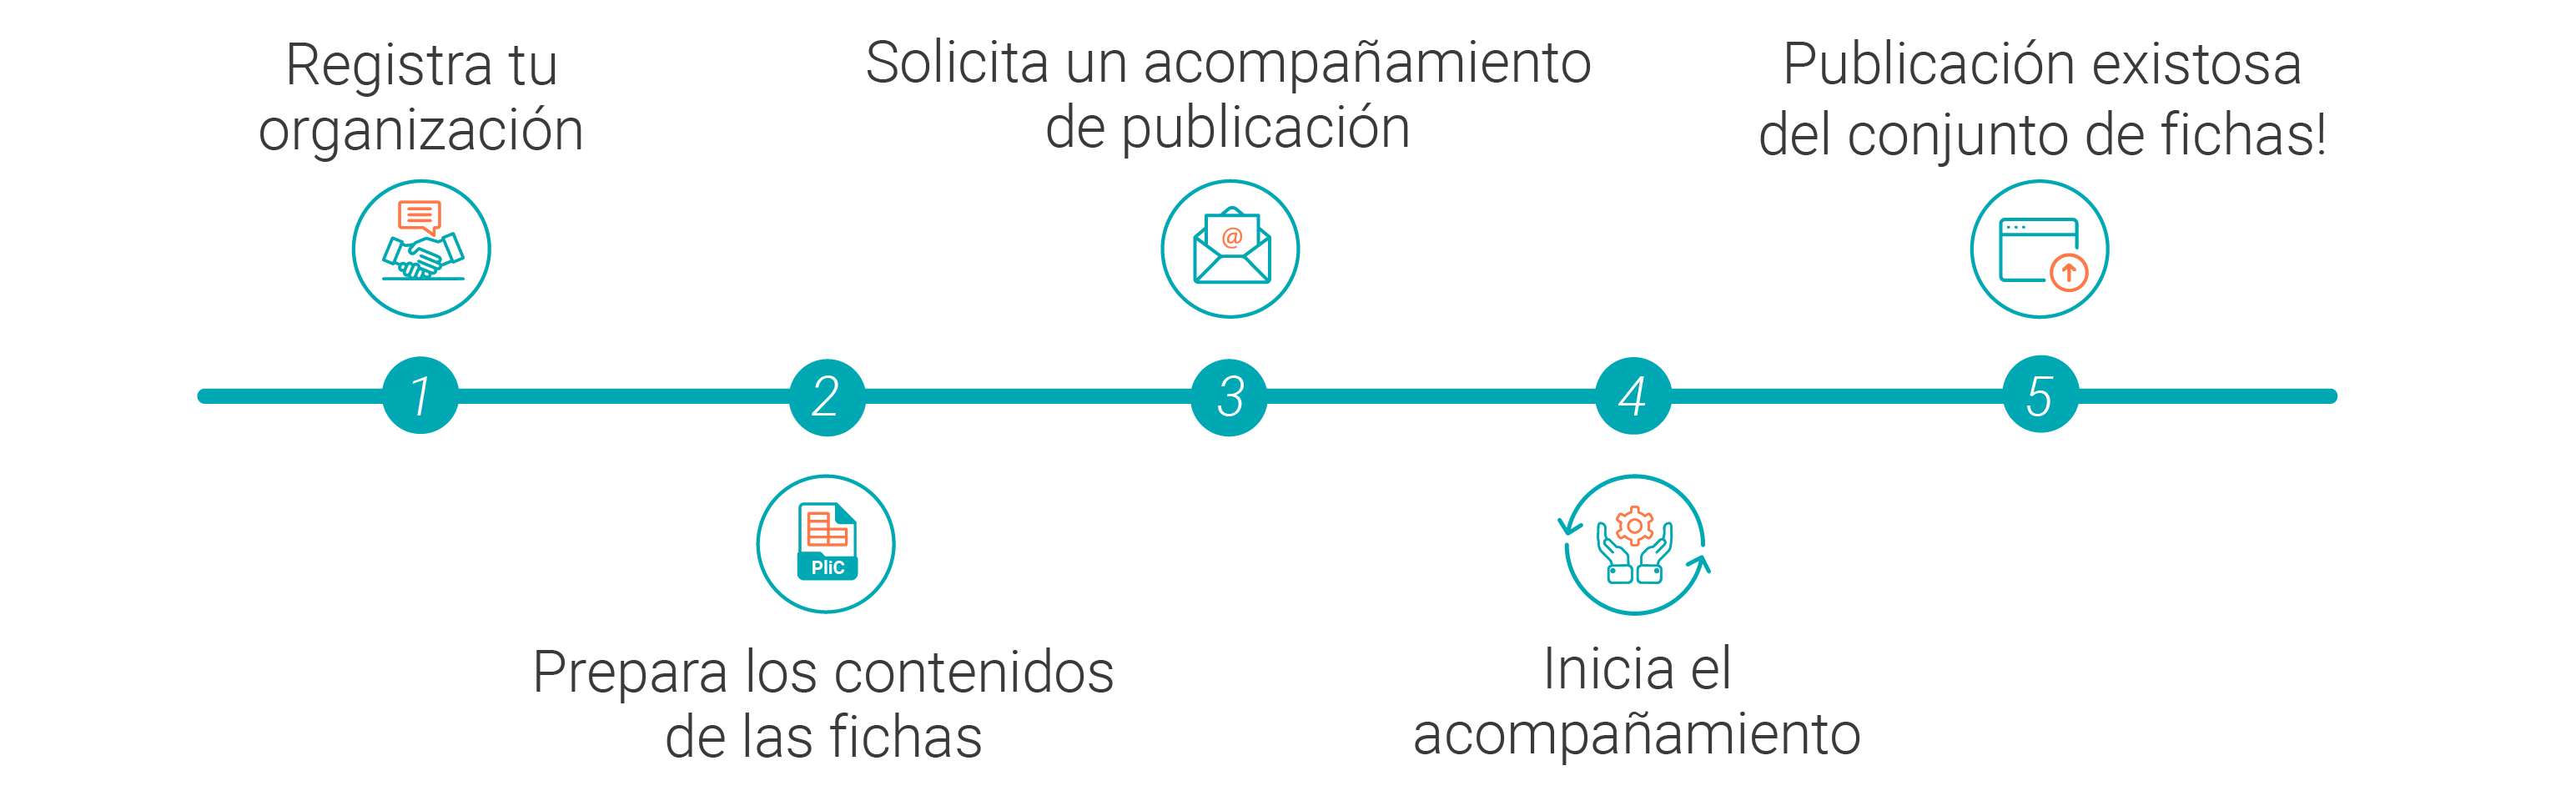 Registra tu
organización
1
2
PliC
Prepara los contenidos
de las fichas
Solicita un acompañamiento
de publicación
@
3
4
Inicia el
acompañamiento
Publicación existosa
del conjunto de fichas!
5